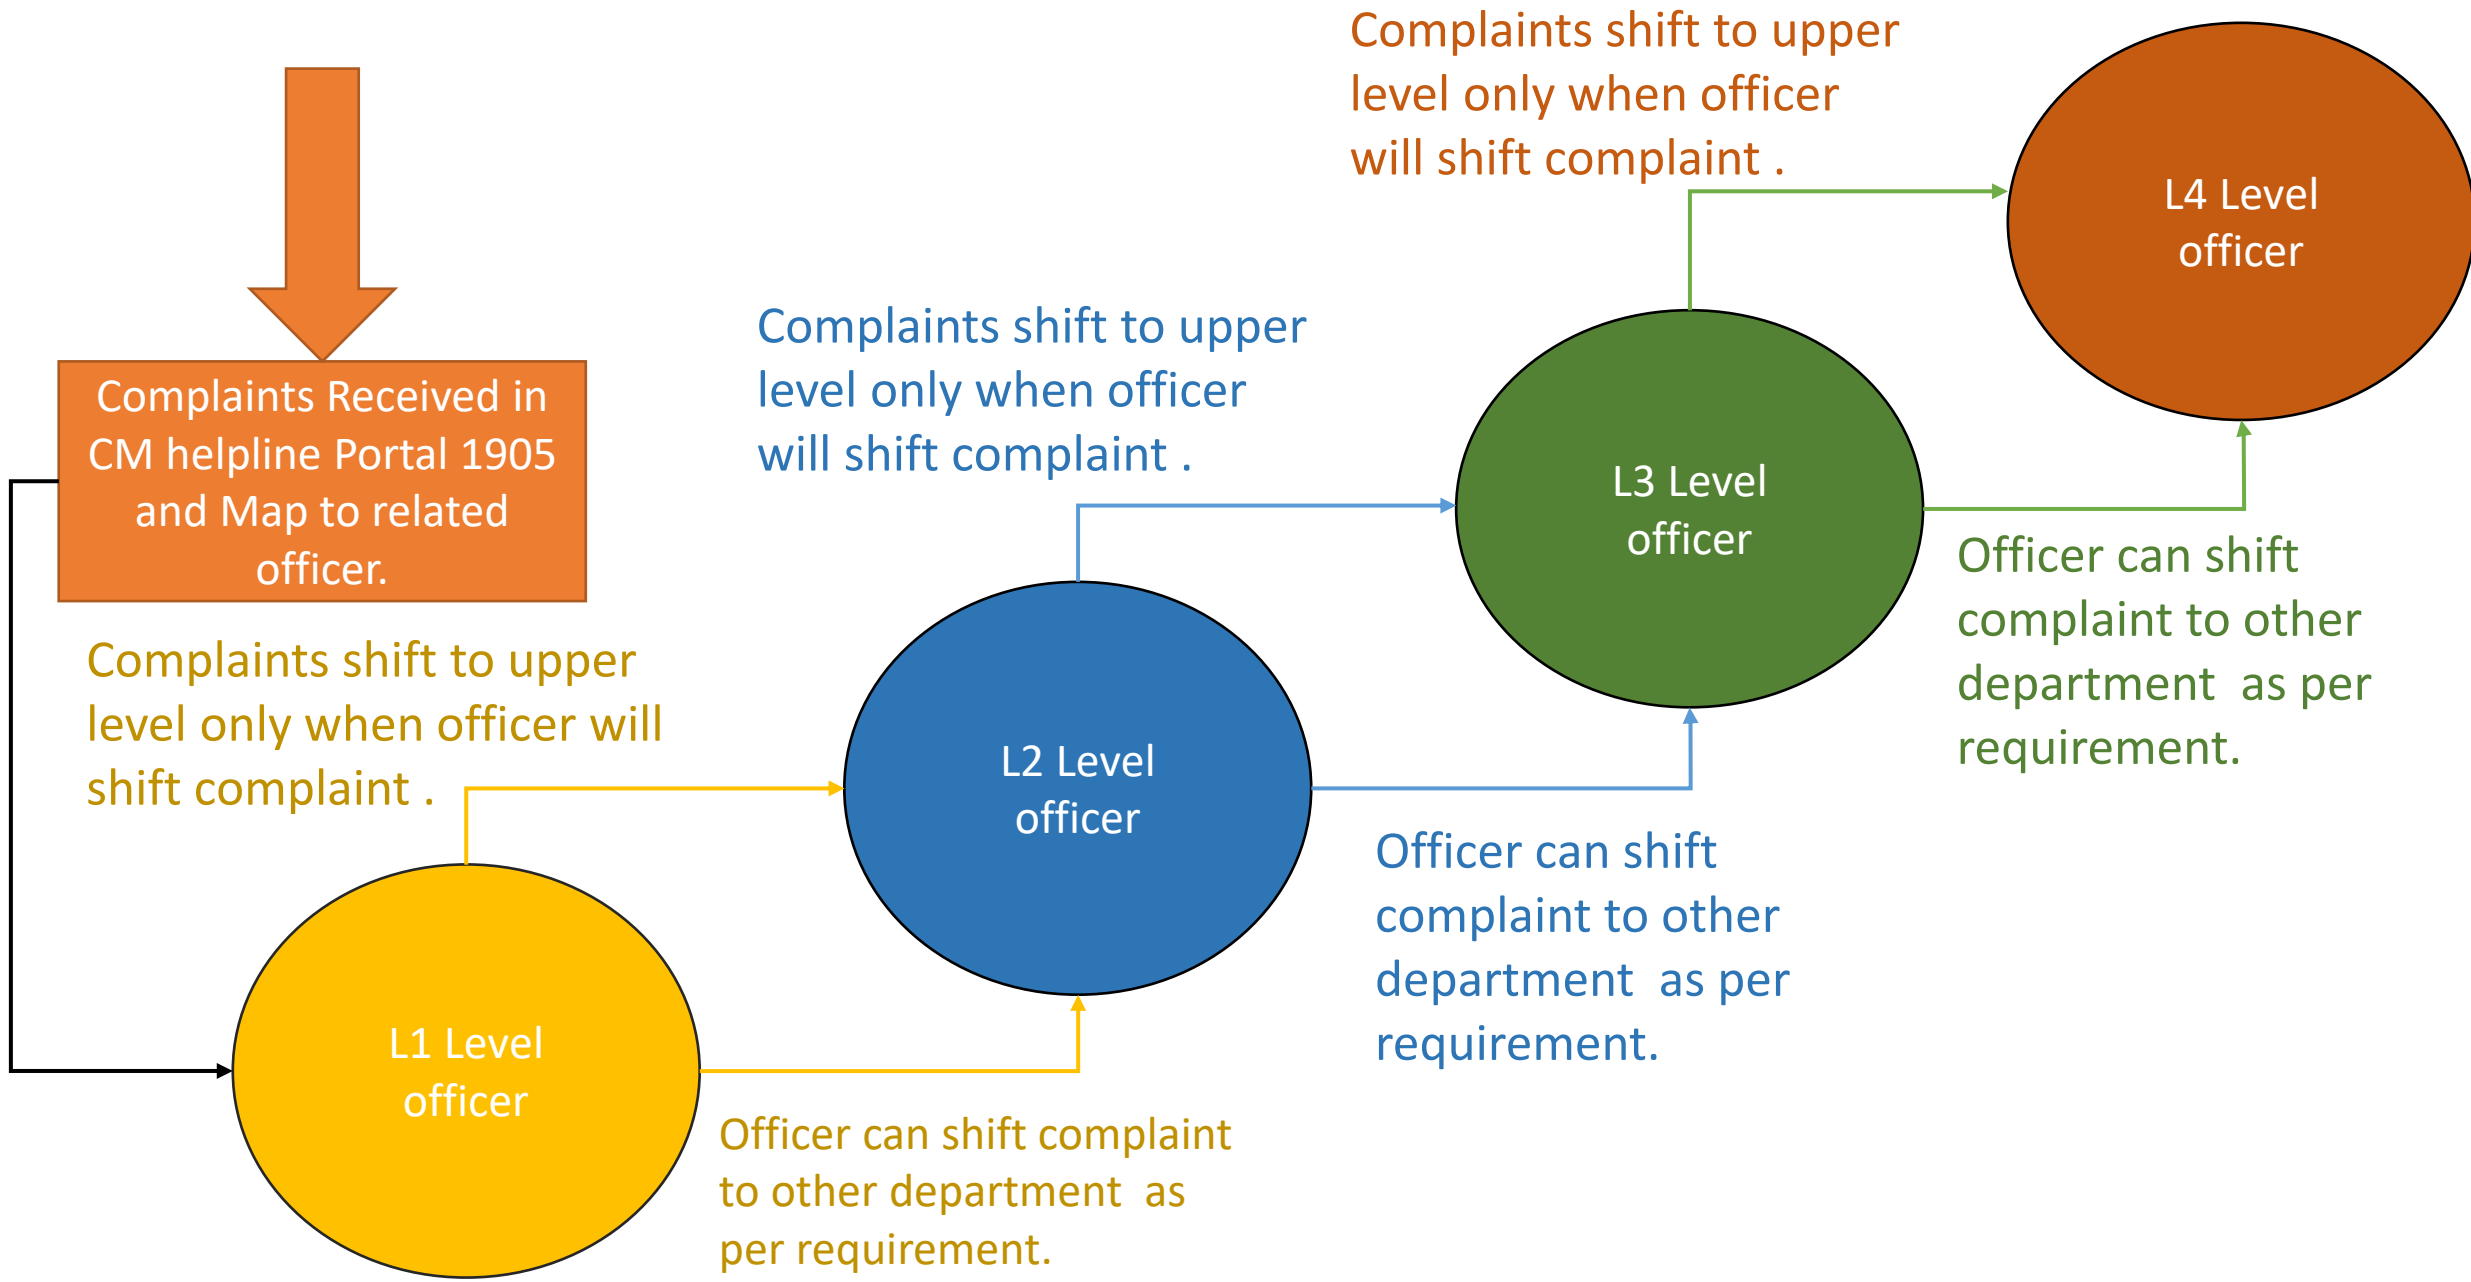 Complaints shift to upper
level only when officer
will shift complaint .
L4 Level
officer
Complaints Received in
CM helpline Portal 1905
and Map to related
officer.
Complaints shift to upper
level only when officer
will shift complaint .
L3 Level
officer
Officer can shift
complaint to other
department  as per
requirement.
Complaints shift to upper
level only when officer will
shift complaint .
L2 Level
officer
Officer can shift
complaint to other
department  as per
requirement.
L1 Level
officer
Officer can shift complaint
to other department  as
per requirement.